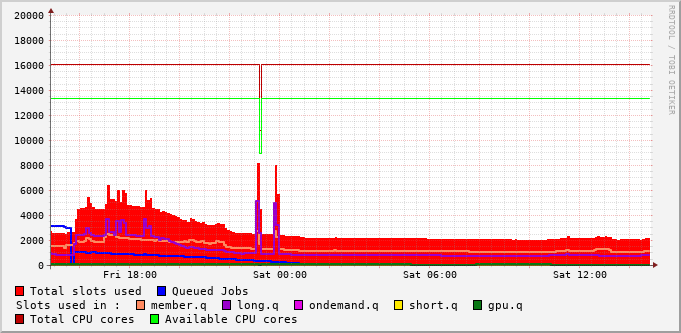 20000
18000
16000
14000
12000
10000
8000
6000
4000
2000
0
Fri 18:00 Sat 00:00 Sat 06:00 Sat 12:00
RRDTOOL / TOBI OETIKER
Total slots used Queued Jobs
Slots used in : member.q long.q ondemand.q short.q gpu.q
Total CPU cores Available CPU cores